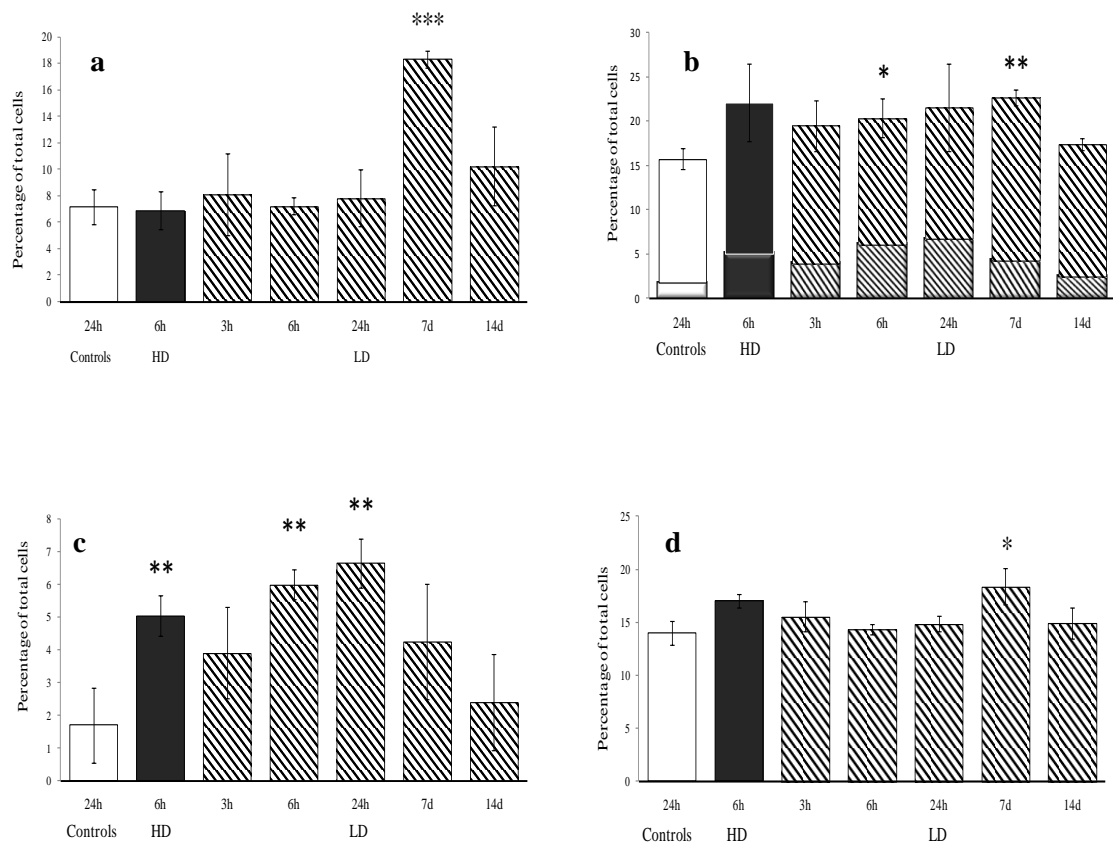 ***
20
18
16
14
12
10
8
6
4
2
0
Percentage of total cells
a
24h 6h 3h 6h 24h 7d 14d
Controls HD LD
30
25
20
15
10
5
0
Percentage of total cells
b
* **
24h 6h 3h 6h 24h 7d 14d
Controls HD LD
8
7
6
5
4
3
2
1
0
Percentage of total cells
c
** ** **
24h 6h 3h 6h 24h 7d 14d
Controls HD LD
25
20
15
10
5
0
Percentage of total cells
d
*
24h 6h 3h 6h 24h 7d 14d
Controls HD LD